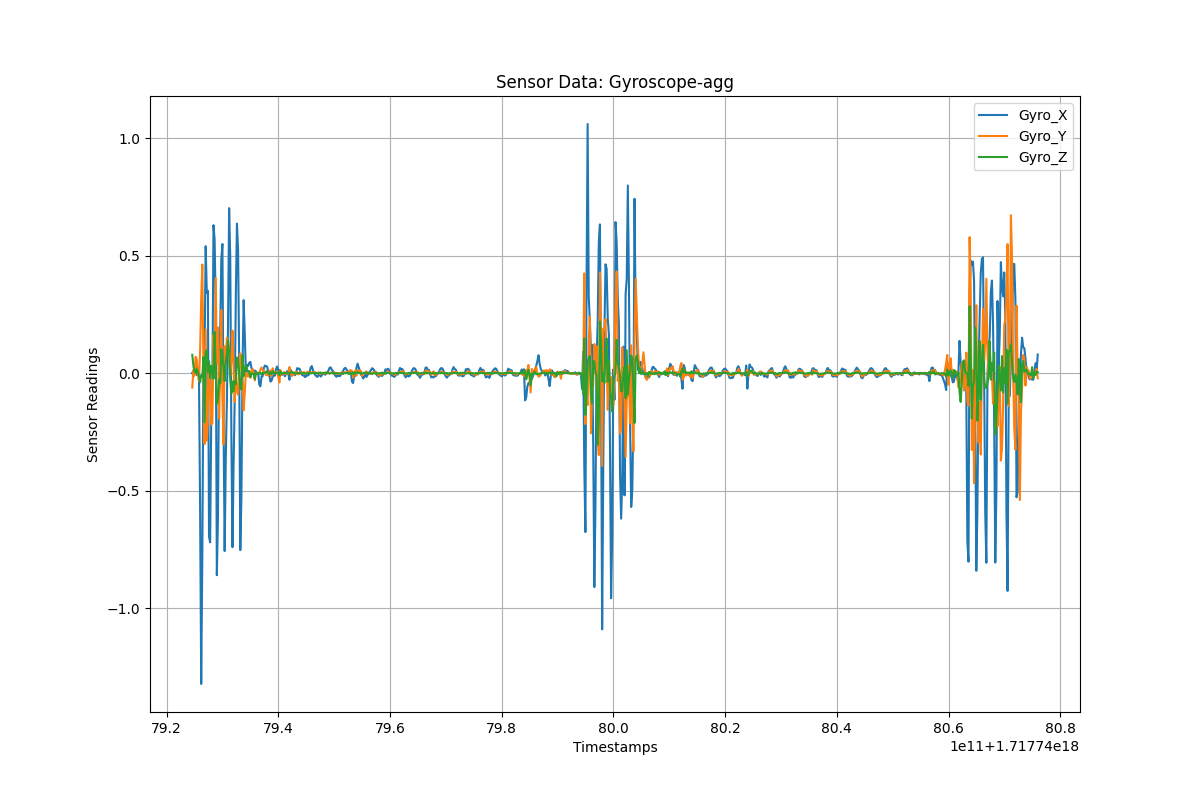 Sensor Data: Gyroscope-agg
Gyro_X
Gyro_Y
Gyro_Z
1.0
0.5
0.0
−0.5
−1.0
Sensor Readings
79.2 79.4 79.6 79.8 80.0 80.2 80.4 80.6 80.8
Timestamps
1e11+1.71774e18